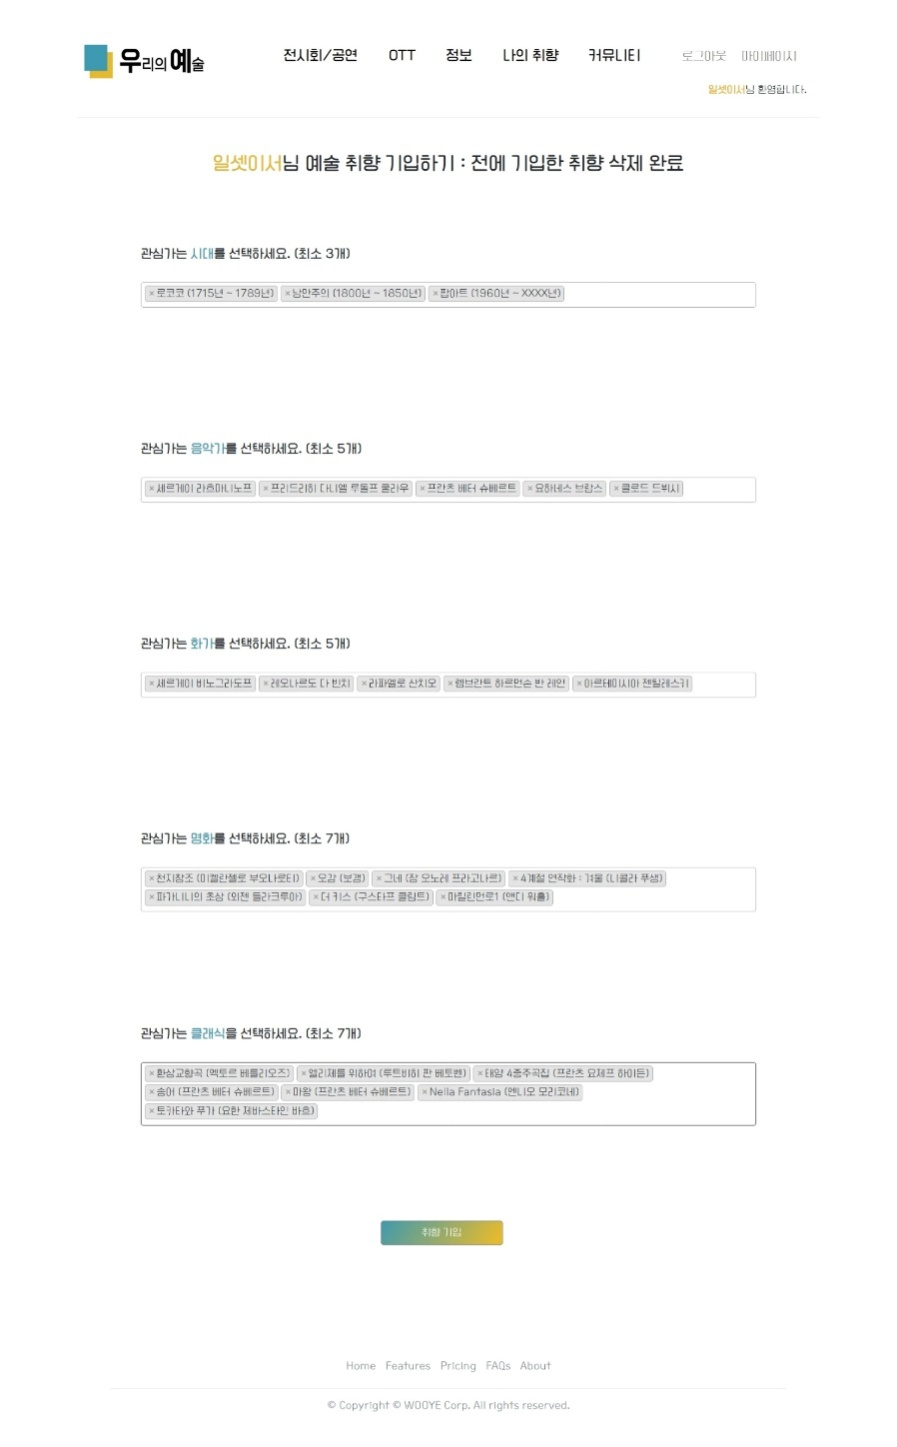 우리의 예술
전시회/공연 OTT 정보 나의 취향 커뮤니티 로그아웃 마이페이지
일셋이서님 환영합니다.
일셋이서님 예술 취향 기입하기 : 전에 기입한 취향 삭제 완료
관심가는 시대를 선택하세요. (최소 3개)
×로코코 (1715년 ~ 1789년) ×낭만주의 (1800년 ~ 1850년) ×팝아트 (1960년 ~ XXXX년)
관심가는 음악가를 선택하세요. (최소 5개)
×세르게이 라흐마니노프 ×프리드리히 다니엘 루돌프 쿨라우 ×프란츠 페터 슈베르트 ×요하네스 브람스 ×클로드 드뷔시
관심가는 화가를 선택하세요. (최소 5개)
×세르게이 비노그라도프 ×레오나르도 다 빈치 ×라파엘로 산치오 ×렘브란트 하르먼손 반 레인 ×아르테미시아 젠틸레스키
관심가는 명화를 선택하세요. (최소 7개)
×천지창조 (미켈란젤로 부오나로티) ×오감 (보갱) ×그네 (장 오노레 프라고나르) ×4계절 연작화 : 겨울 (니콜라 푸생)
×파가니니의 초상 (외젠 들라크루아) ×더 키스 (구스타프 클림트) ×마릴린먼로1 (앤디 워홀)
관심가는 클래식을 선택하세요. (최소 7개)
×환상교향곡 (엑토르 베를리오즈) ×엘리제를 위하여 (루트비히 판 베토벤) ×태양 4중주곡집 (프란츠 요제프 하이든)
×숭어 (프란츠 페터 슈베르트) ×마왕 (프란츠 페터 슈베르트) ×Nella Fantasia (엔니오 모리꼬네)
×토카타와 푸가 (요한 제바스티안 바흐)
취향 기입
Home Features Pricing FAQs About
© Copyright © WOOYE Corp. All rights reserved.